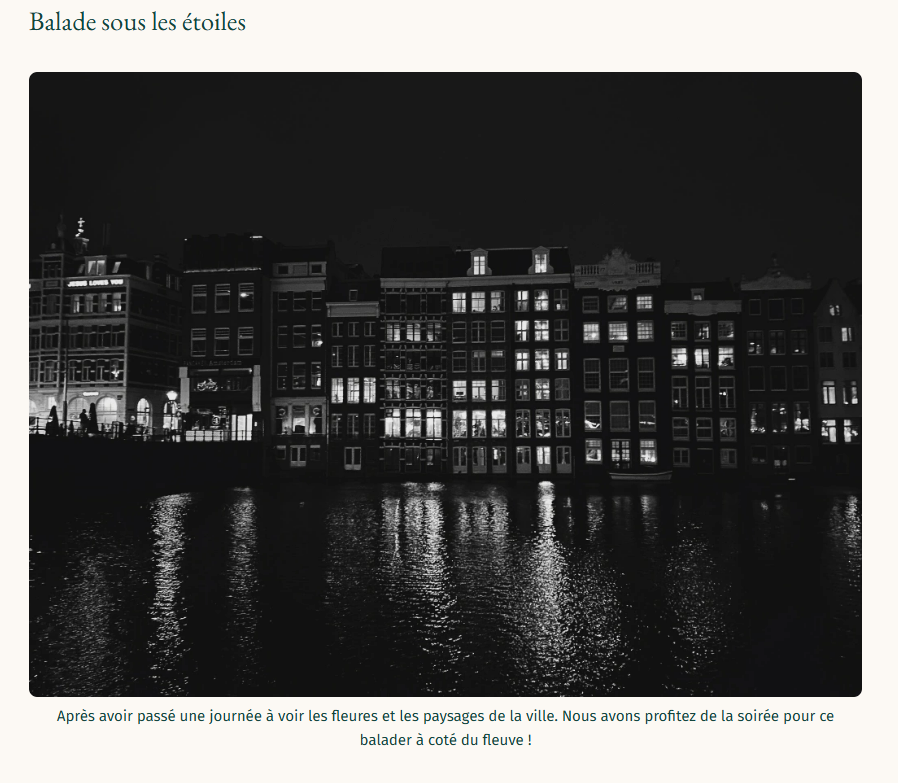 Balade sous les étoiles
JESUS LOVES YOU
Après avoir passé une journée à voir les fleures et les paysages de la ville. Nous avons profitez de la soirée pour ce
balader à coté du fleuve !